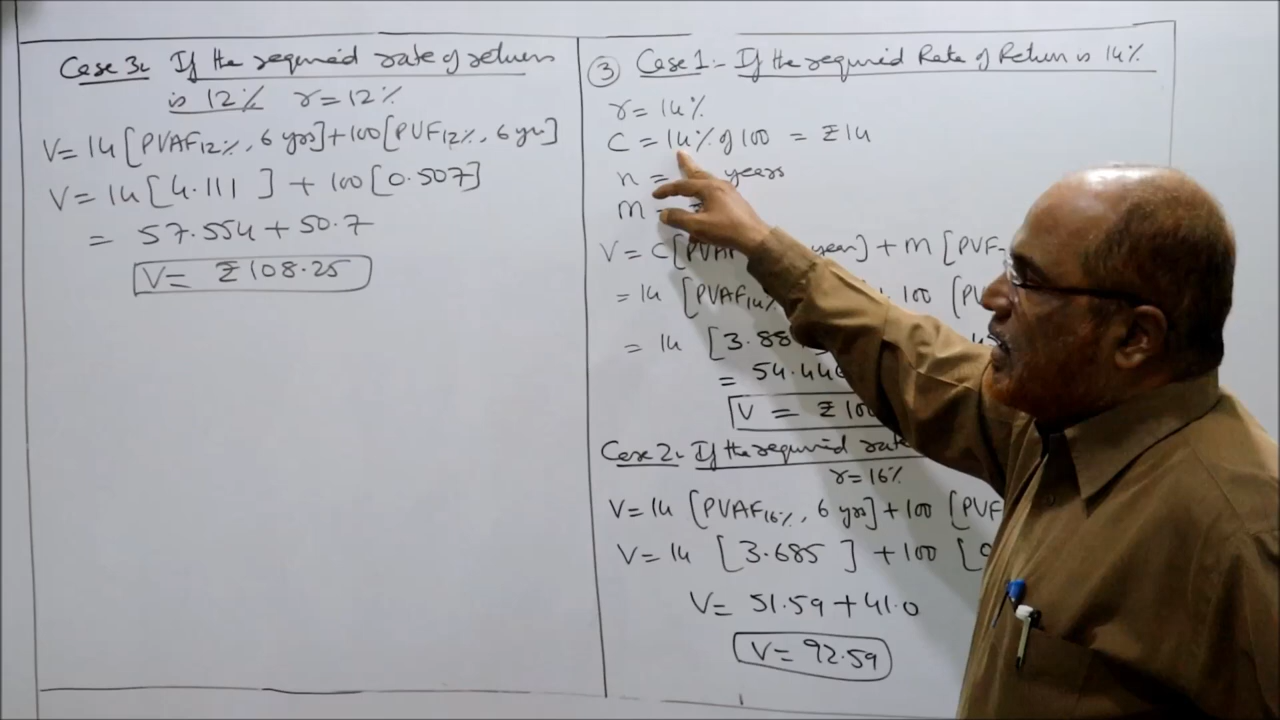 Case 3:- If the required rate of return
is 12% r = 12%
V = 14 [PVAF12%, 6 yrs] + 100 [PVF12%, 6 yrs]
V = 14 [4.111 ] + 100 [0.507]
= 57.554 + 50.7
V = ₹108.25
③ Case 1:- If the required Rate of Return is 14%
r = 14%
C = 14% of 100 = ₹14
n = years
M =
V = C [PVAF year] + M [PVF
= 14 [PVAF14% 100 [PV
= 14 [3.88
= 54.446
V = ₹100
Case 2:- If the required rate
r = 16%
V = 14 [PVAF16%, 6 yrs] + 100 [PVF
V = 14 [3.685 ] + 100 [0
V = 51.59 + 41.0
V = 92.59